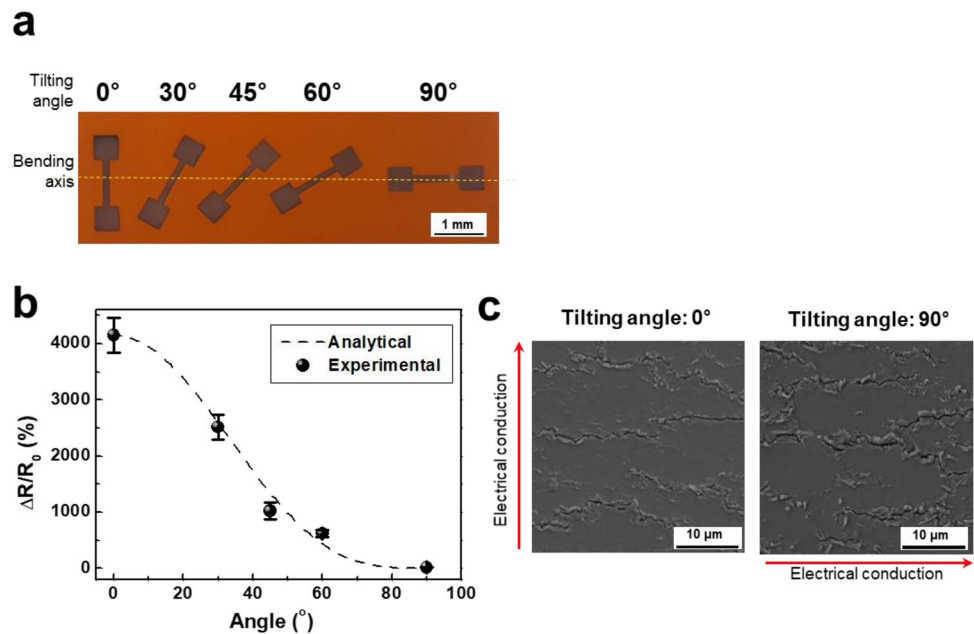 a
Tilting angle
0° 30° 45° 60° 90°
Bending axis
1 mm
b
ΔR/R₀ (%)
4000
3000
2000
1000
0
Analytical
Experimental
0 20 40 60 80 100
Angle (°)
c
Tilting angle: 0°
Tilting angle: 90°
Electrical conduction
10 μm
10 μm
Electrical conduction